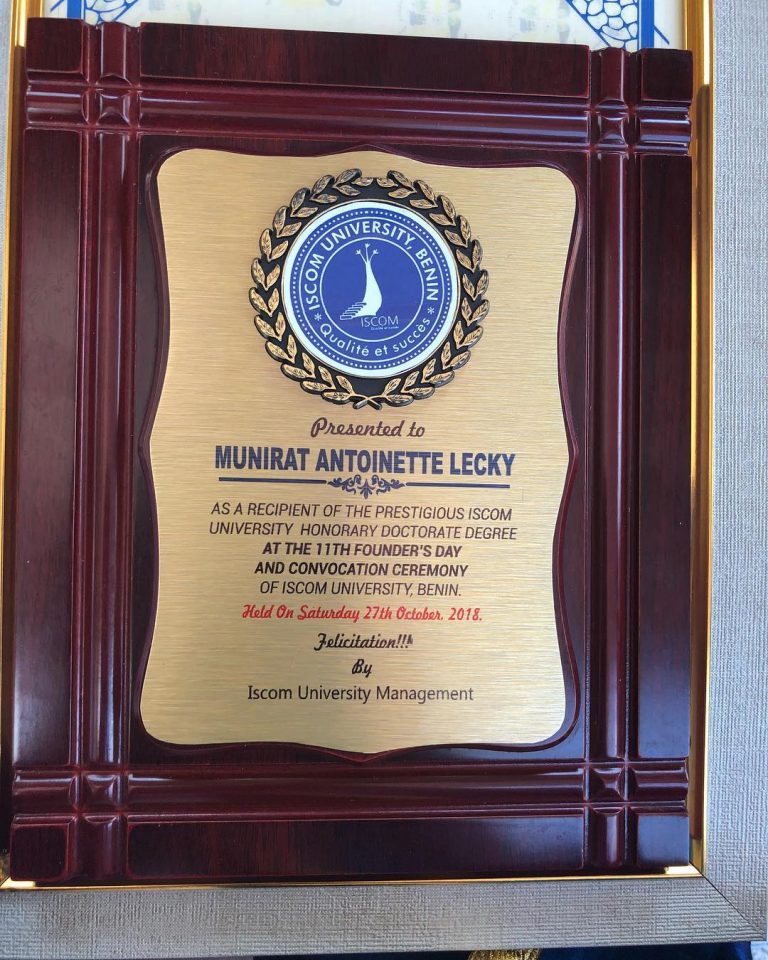 ISCOM UNIVERSITY, BENIN
ISCOM
* Qualité et succès *
Presented to
MUNIRAT ANTOINETTE LECKY
AS A RECIPIENT OF THE PRESTIGIOUS ISCOM
UNIVERSITY HONORARY DOCTORATE DEGREE
AT THE 11TH FOUNDER'S DAY
AND CONVOCATION CEREMONY
OF ISCOM UNIVERSITY, BENIN.
Held On Saturday 27th October, 2018.
Felicitation!!!
By
Iscom University Management